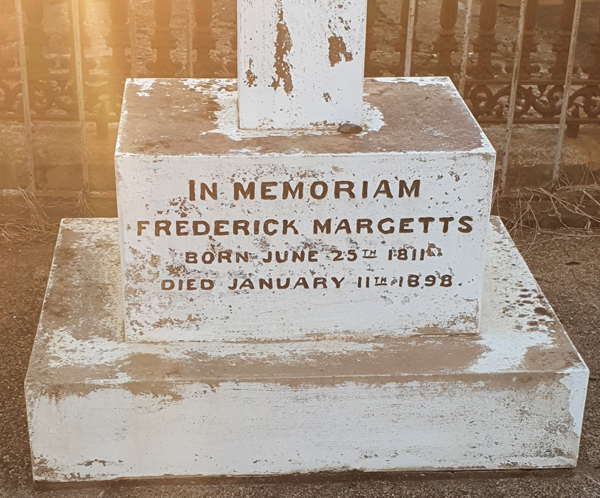 IN MEMORIAM
FREDERICK MARGETTS
BORN JUNE 25TH 1811.
DIED JANUARY 11TH 1898.